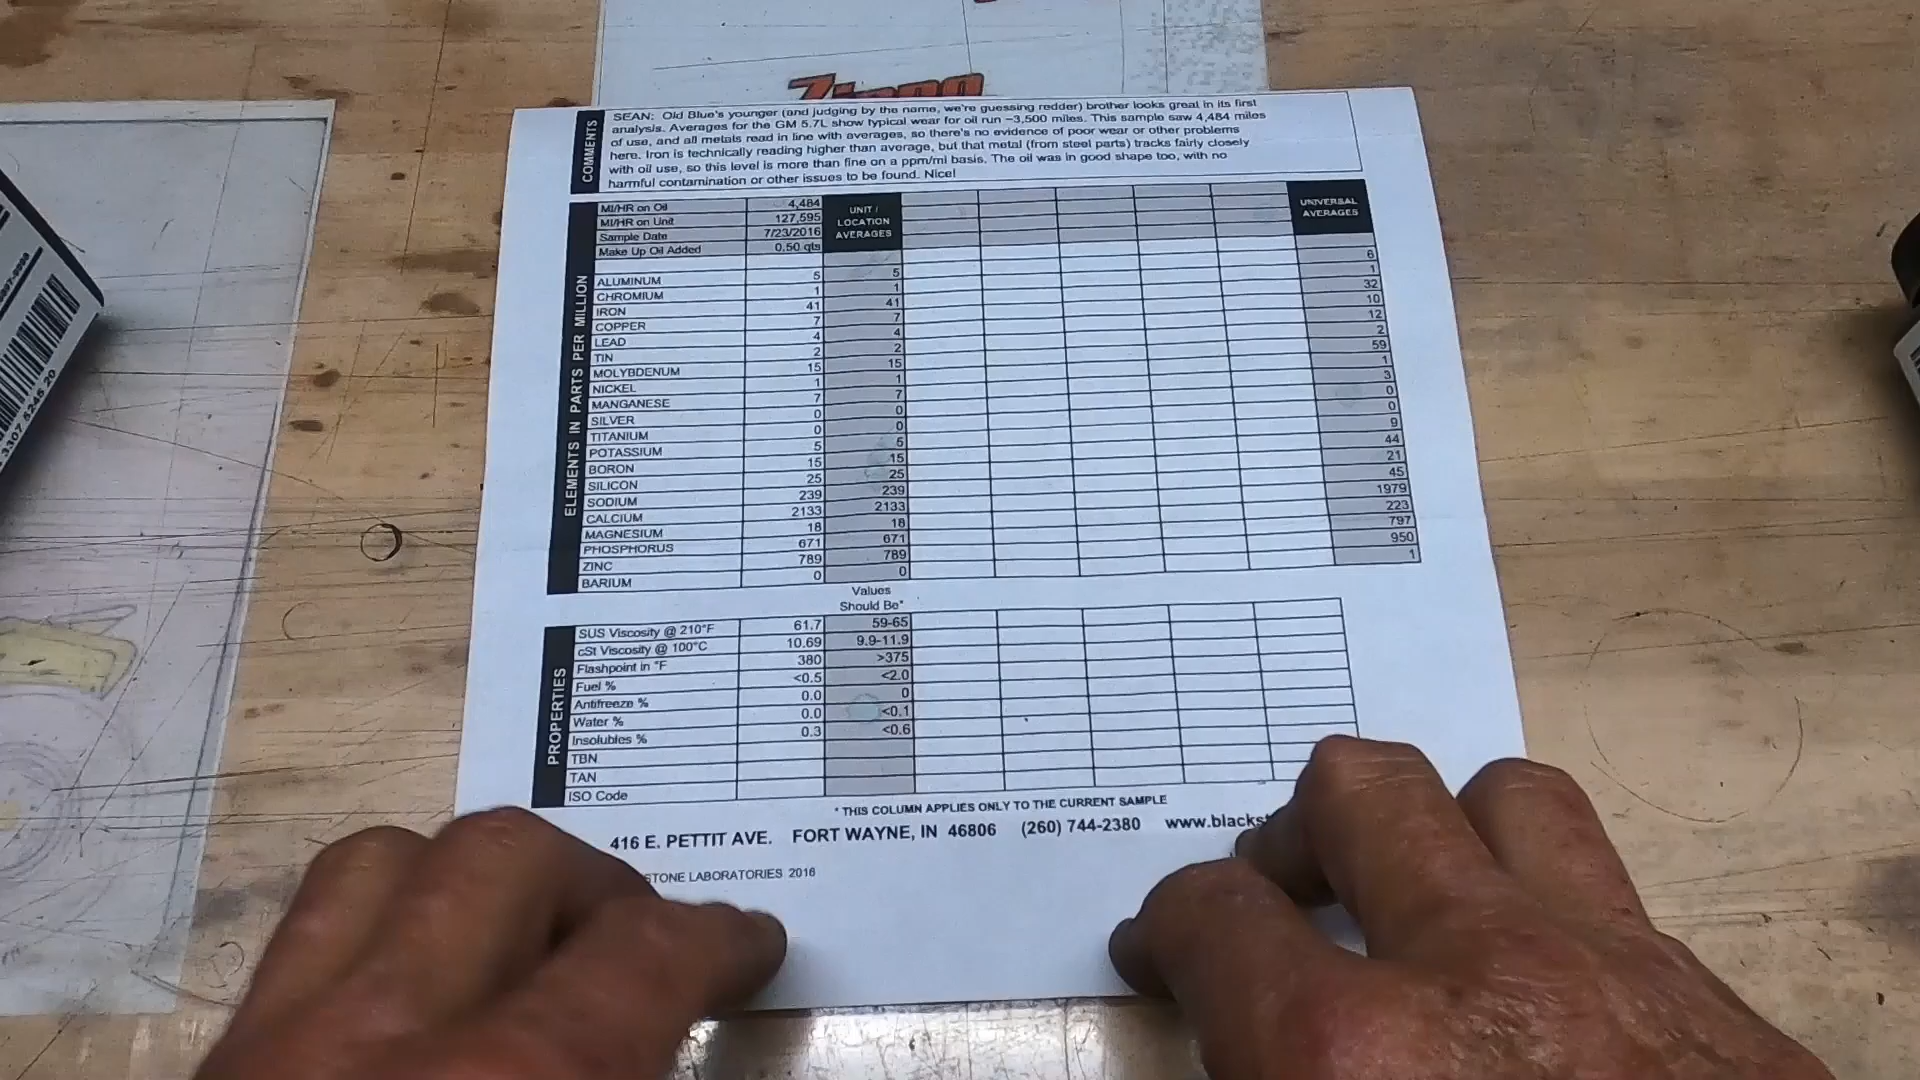 SEAN: Old Blue's younger (and judging by the name, we're guessing redder) brother looks great in its first
analysis. Averages for the GM 5.7L show typical wear for oil run ~3,500 miles. This sample saw 4,484 miles
of use, and all metals read in line with averages, so there's no evidence of poor wear or other problems
here. Iron is technically reading higher than average, but that metal (from steel parts) tracks fairly closely
with oil use, so this level is more than fine on a ppm/mi basis. The oil was in good shape too, with no
harmful contamination or other issues to be found. Nice!
COMMENTS
MI/HR on Oil 4,484
MI/HR on Unit 127,595
Sample Date 7/23/2016
Make Up Oil Added 0.50 qts
UNIT /
LOCATION
AVERAGES
UNIVERSAL
AVERAGES
ELEMENTS IN PARTS PER MILLION
ALUMINUM 5 5 6
CHROMIUM 1 1 1
IRON 41 41 32
COPPER 7 7 10
LEAD 4 4 12
TIN 2 2 2
MOLYBDENUM 15 15 59
NICKEL 1 1 1
MANGANESE 7 7 3
SILVER 0 0 0
TITANIUM 0 0 0
POTASSIUM 5 5 9
BORON 15 15 44
SILICON 25 25 21
SODIUM 239 239 45
CALCIUM 2133 2133 1979
MAGNESIUM 18 18 223
PHOSPHORUS 671 671 797
ZINC 789 789 950
BARIUM 0 0 1
Values
Should Be*
PROPERTIES
SUS Viscosity @ 210°F 61.7 59-65
cSt Viscosity @ 100°C 10.69 9.9-11.9
Flashpoint in °F 380 >375
Fuel % <0.5 <2.0
Antifreeze % 0.0 0
Water % 0.0 <0.1
Insolubles % 0.3 <0.6
TBN
TAN
ISO Code
* THIS COLUMN APPLIES ONLY TO THE CURRENT SAMPLE
416 E. PETTIT AVE. FORT WAYNE, IN 46806 (260) 744-2380 www.blackst
STONE LABORATORIES 2016
3307 5245 20